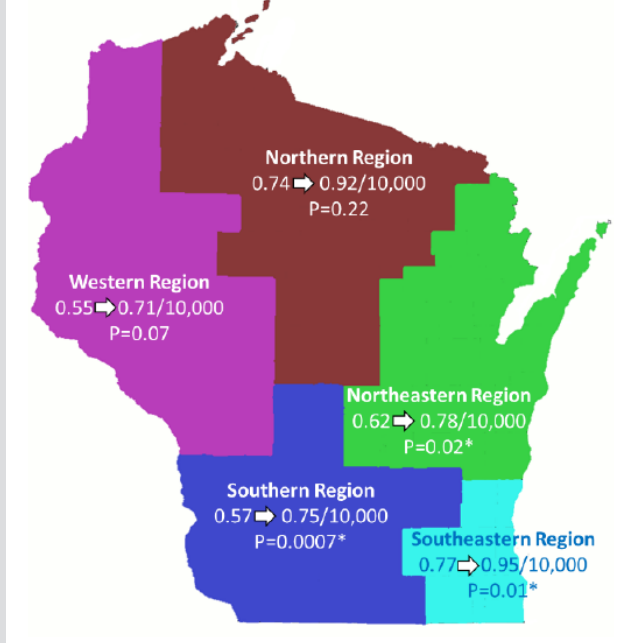 Northern Region
0.74 ⇨ 0.92/10,000
P=0.22
Western Region
0.55 ⇨ 0.71/10,000
P=0.07
Northeastern Region
0.62 ⇨ 0.78/10,000
P=0.02*
Southern Region
0.57 ⇨ 0.75/10,000
P=0.0007*
Southeastern Region
0.77 ⇨ 0.95/10,000
P=0.01*